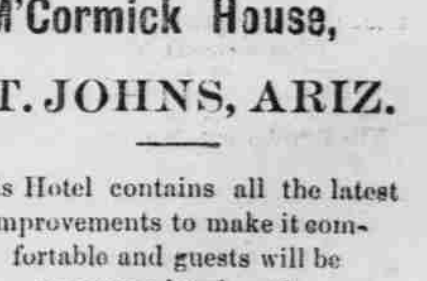 M'Cormick House,
T. JOHNS, ARIZ.
s Hotel contains all the latest
mprovements to make it com-
fortable and guests will be